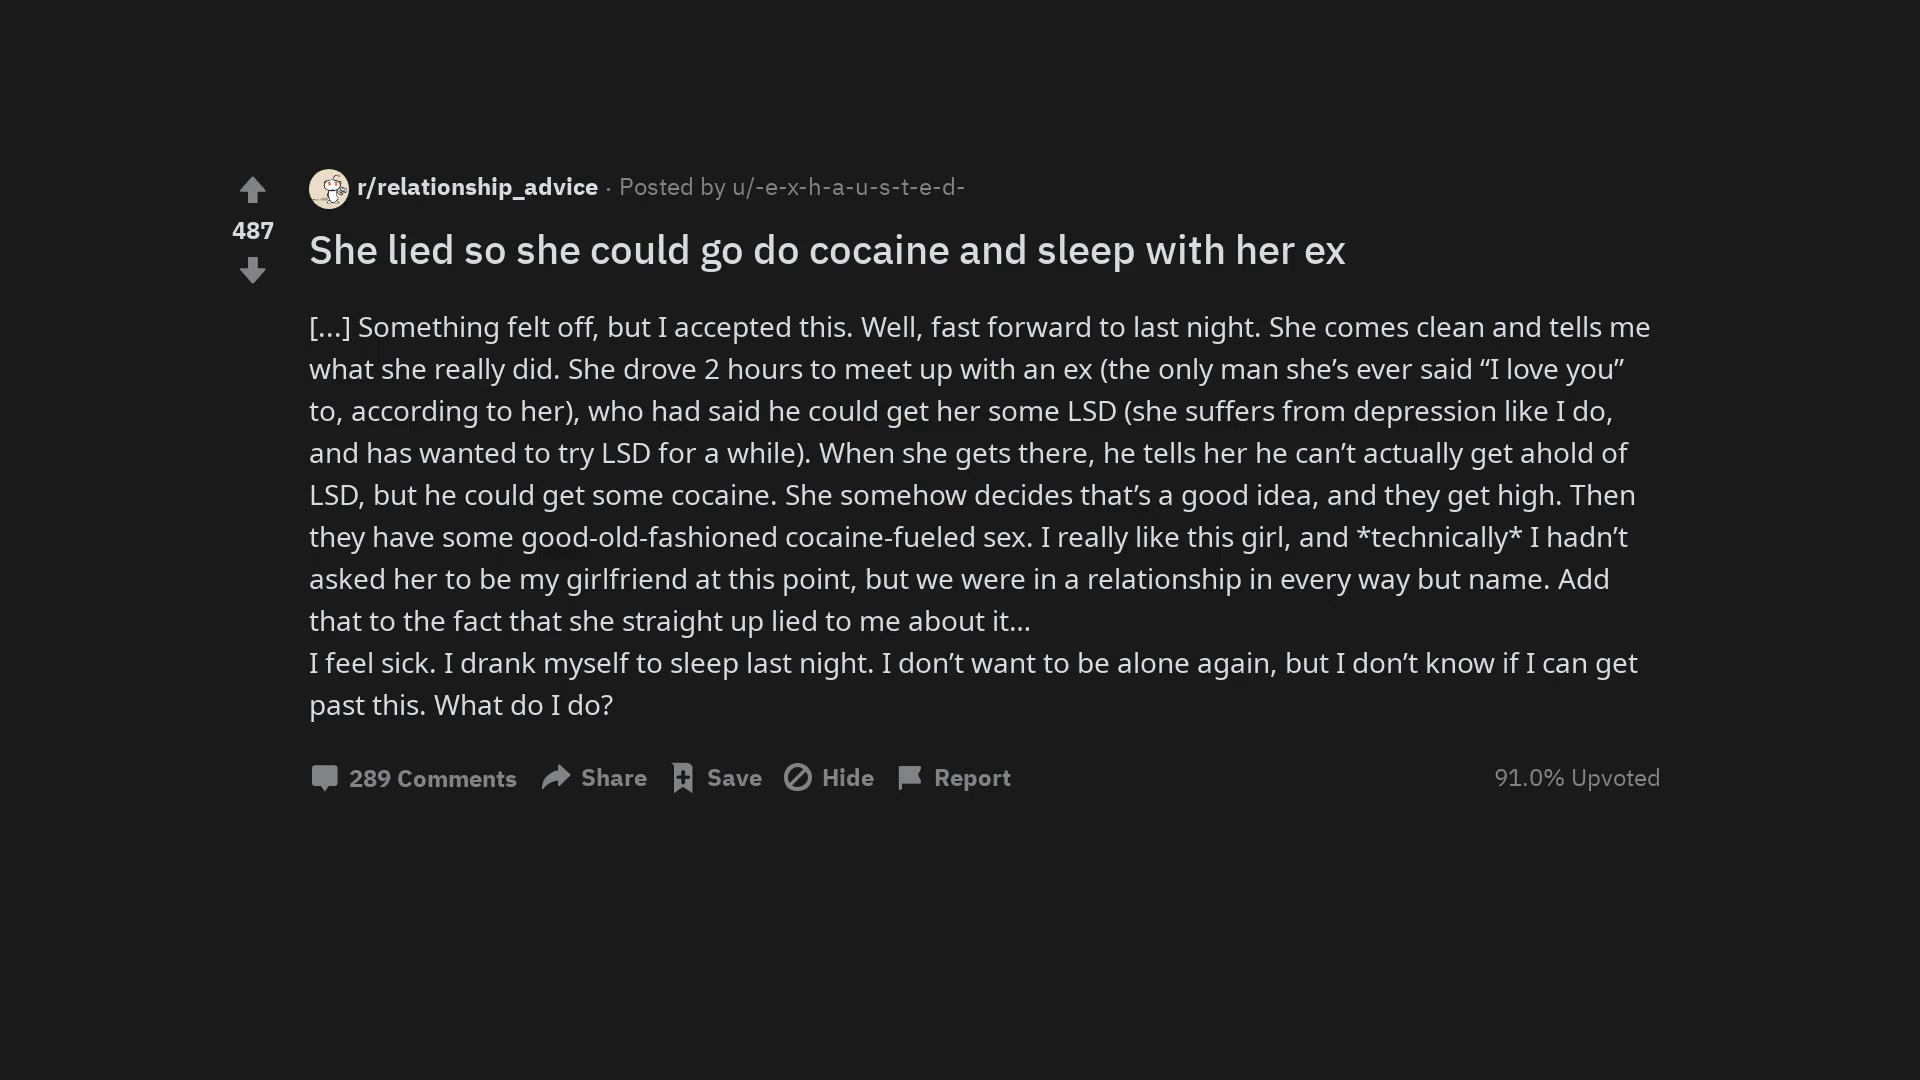 r/relationship_advice · Posted by u/-e-x-h-a-u-s-t-e-d-
487
She lied so she could go do cocaine and sleep with her ex
[...] Something felt off, but I accepted this. Well, fast forward to last night. She comes clean and tells me
what she really did. She drove 2 hours to meet up with an ex (the only man she’s ever said “I love you”
to, according to her), who had said he could get her some LSD (she suffers from depression like I do,
and has wanted to try LSD for a while). When she gets there, he tells her he can’t actually get ahold of
LSD, but he could get some cocaine. She somehow decides that’s a good idea, and they get high. Then
they have some good-old-fashioned cocaine-fueled sex. I really like this girl, and *technically* I hadn’t
asked her to be my girlfriend at this point, but we were in a relationship in every way but name. Add
that to the fact that she straight up lied to me about it...
I feel sick. I drank myself to sleep last night. I don’t want to be alone again, but I don’t know if I can get
past this. What do I do?
289 Comments Share Save Hide Report 91.0% Upvoted